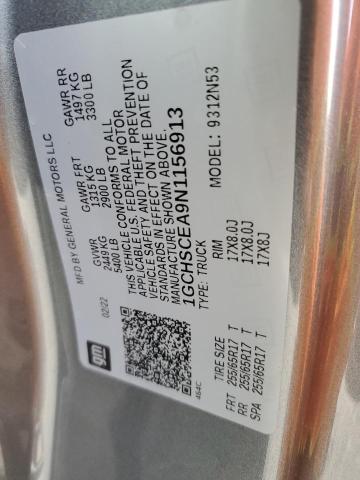 MFD BY GENERAL MOTORS LLC
02/22
GVWR GAWR FRT GAWR RR
2449 KG 1315 KG 1497 KG
5400 LB 2900 LB 3300 LB
THIS VEHICLE CONFORMS TO ALL
APPLICABLE U.S. FEDERAL MOTOR
VEHICLE SAFETY AND THEFT PREVENTION
STANDARDS IN EFFECT ON THE DATE OF
MANUFACTURE SHOWN ABOVE.
1GCHSCEA9N1156913
TYPE: TRUCK MODEL: 9312N53
gm
464C
TIRE SIZE RIM
FRT 255/65R17 T 17X8.0J
RR 255/65R17 T 17X8.0J
SPA 255/65R17 T 17X8J